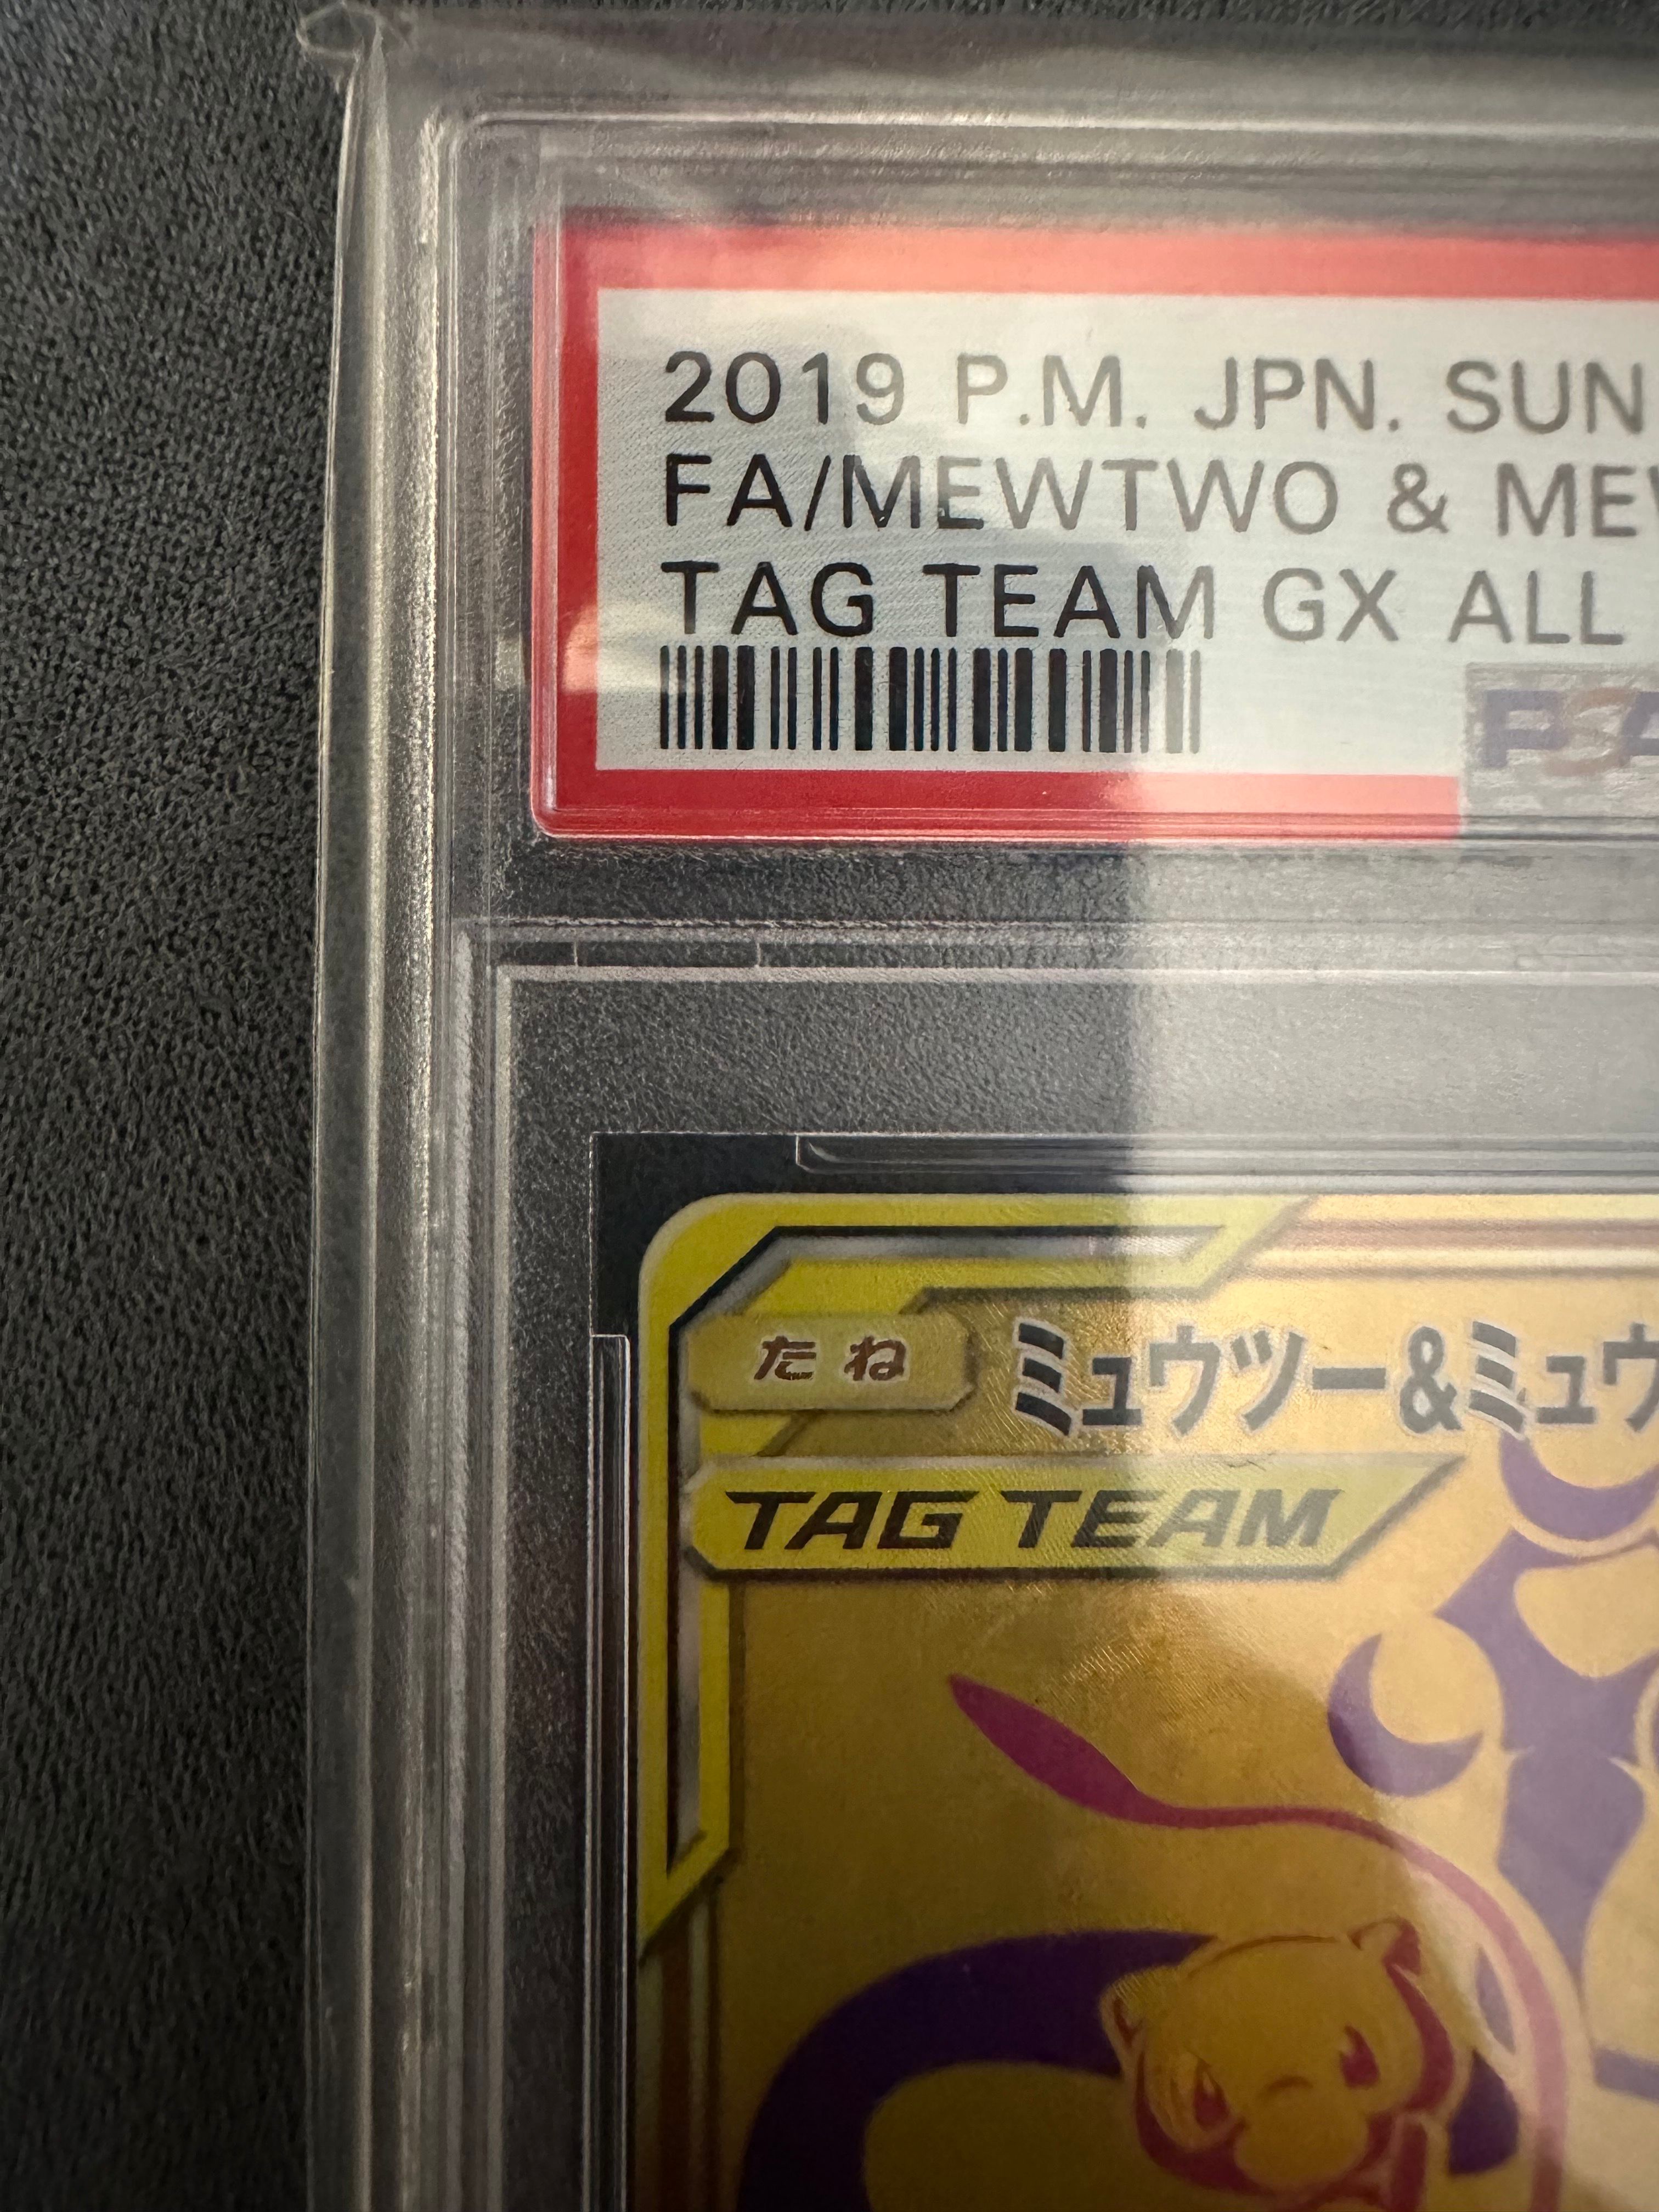 2019 P.M. JPN. SUN
FA/MEWTWO & MEW
TAG TEAM GX ALL
PSA
たね ミュウツー&ミュウ
TAG TEAM